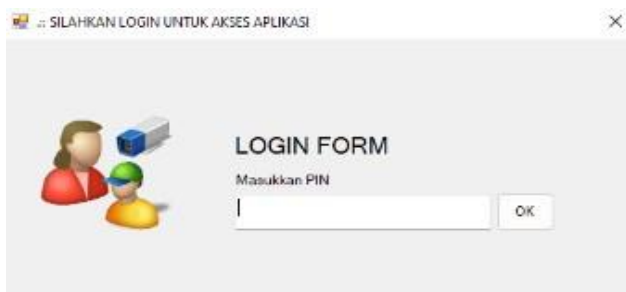 .:: SILAHKAN LOGIN UNTUK AKSES APLIKASI
LOGIN FORM
Masukkan PIN
OK